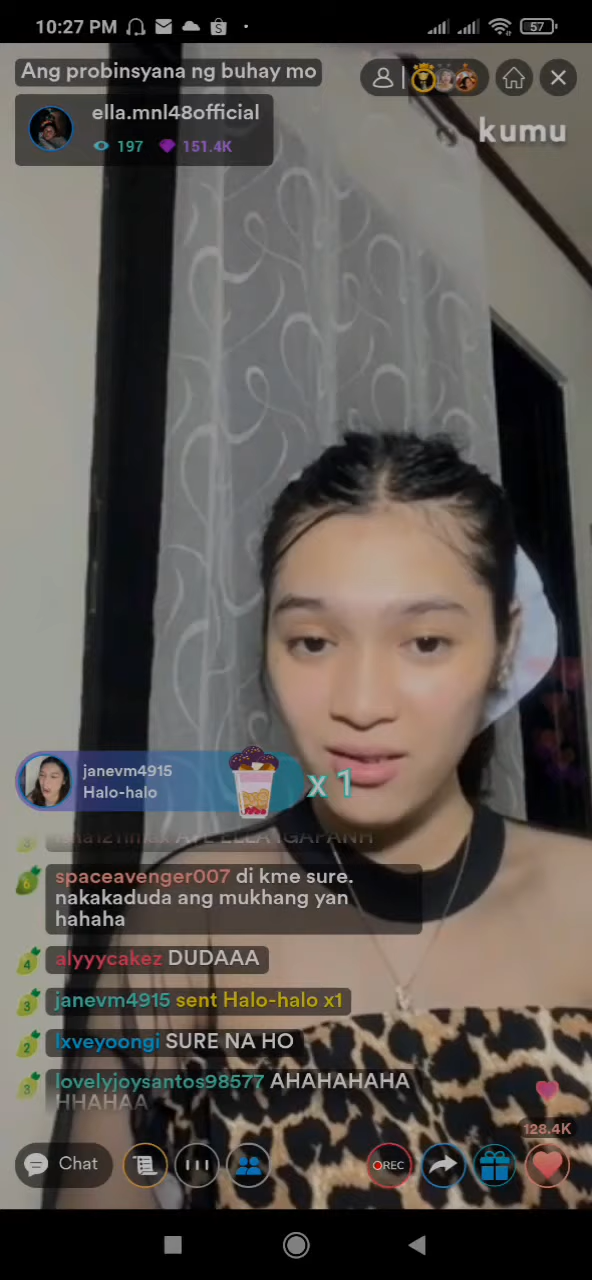 10:27 PM
57
Ang probinsyana ng buhay mo
ella.mnl48official
197 151.4K
kumu
janevm4915
Halo-halo
x 1
spaceavenger007 di kme sure.
nakakaduda ang mukhang yan
hahaha
alyyycakez DUDAAA
janevm4915 sent Halo-halo x1
lxveyoongi SURE NA HO
lovelyjoysantos98577 AHAHAHAHA
HHAHAA
128.4K
Chat
REC